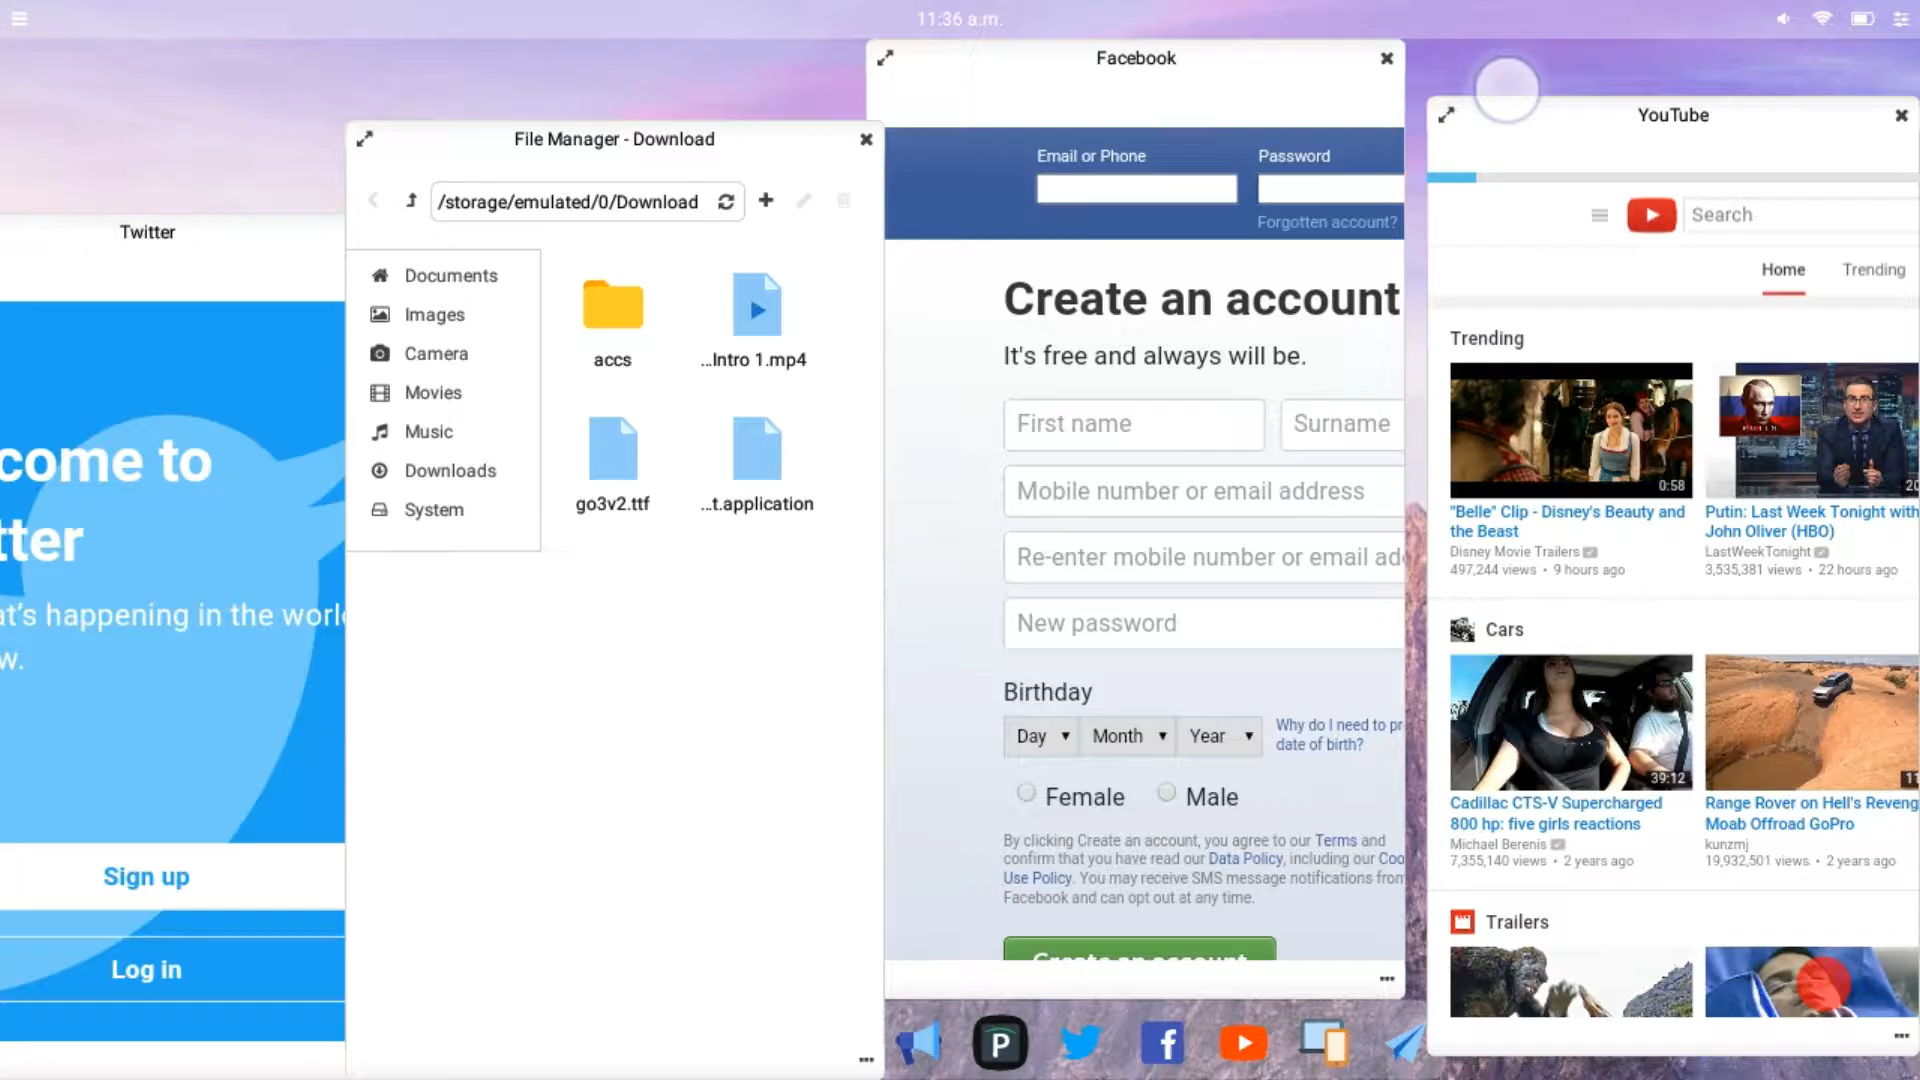 11:36 a.m.
Twitter
come to
tter
at's happening in the world
w.
Sign up
Log in
File Manager - Download
/storage/emulated/0/Download
Documents
Images
Camera
Movies
Music
Downloads
System
accs
...Intro 1.mp4
go3v2.ttf
...t.application
Facebook
Email or Phone
Password
Forgotten account?
Create an account
It's free and always will be.
First name
Surname
Mobile number or email address
Re-enter mobile number or email add
New password
Birthday
Day
Month
Year
Why do I need to pr
date of birth?
Female
Male
By clicking Create an account, you agree to our Terms and
confirm that you have read our Data Policy, including our Coo
Use Policy. You may receive SMS message notifications from
Facebook and can opt out at any time.
Create an account
P
YouTube
Search
Home
Trending
Trending
0:58
20
"Belle" Clip - Disney's Beauty and
the Beast
Disney Movie Trailers
497,244 views • 9 hours ago
Putin: Last Week Tonight with
John Oliver (HBO)
LastWeekTonight
3,535,381 views • 22 hours ago
Cars
39:12
11
Cadillac CTS-V Supercharged
800 hp: five girls reactions
Michael Berenis
7,355,140 views • 2 years ago
Range Rover on Hell's Reveng
Moab Offroad GoPro
kunzmj
19,932,501 views • 2 years ago
Trailers